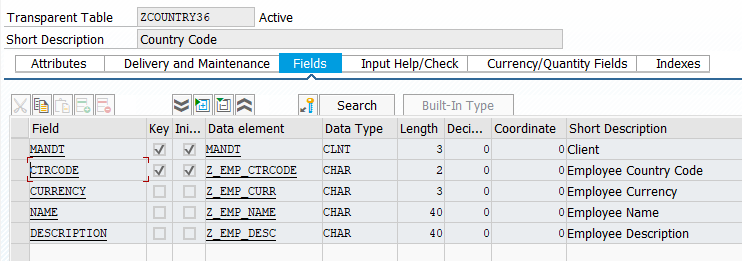 Transparent Table ZCOUNTRY36 Active
Short Description Country Code
Attributes Delivery and Maintenance Fields Input Help/Check Currency/Quantity Fields Indexes
Search Built-In Type
Field Key Ini... Data element Data Type Length Deci... Coordinate Short Description
MANDT MANDT CLNT 3 0 0 Client
CTRCODE Z_EMP_CTRCODE CHAR 2 0 0 Employee Country Code
CURRENCY Z_EMP_CURR CHAR 3 0 0 Employee Currency
NAME Z_EMP_NAME CHAR 40 0 0 Employee Name
DESCRIPTION Z_EMP_DESC CHAR 40 0 0 Employee Description